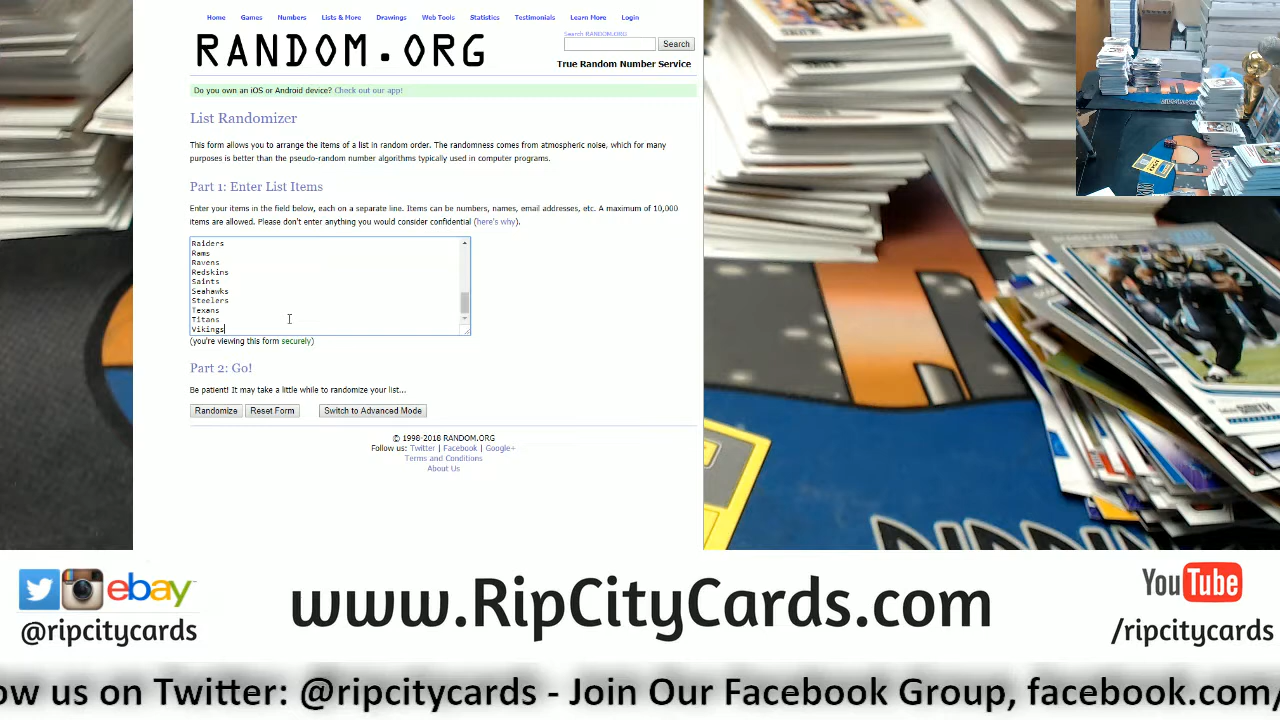 Home Games Numbers Lists & More Drawings Web Tools Statistics Testimonials Learn More Login
RANDOM.ORG
Search RANDOM.ORG
Search
True Random Number Service
Do you own an iOS or Android device? Check out our app!
List Randomizer
This form allows you to arrange the items of a list in random order. The randomness comes from atmospheric noise, which for many
purposes is better than the pseudo-random number algorithms typically used in computer programs.
Part 1: Enter List Items
Enter your items in the field below, each on a separate line. Items can be numbers, names, email addresses, etc. A maximum of 10,000
items are allowed. Please don't enter anything you would consider confidential (here's why).
Raiders
Rams
Ravens
Redskins
Saints
Seahawks
Steelers
Texans
Titans
Vikings
(you're viewing this form securely)
Part 2: Go!
Be patient! It may take a little while to randomize your list...
Randomize Reset Form Switch to Advanced Mode
© 1998-2018 RANDOM.ORG
Follow us: Twitter | Facebook | Google+
Terms and Conditions
About Us
ebay
@ripcitycards
www.RipCityCards.com
YouTube
/ripcitycards
ow us on Twitter: @ripcitycards - Join Our Facebook Group, facebook.com/